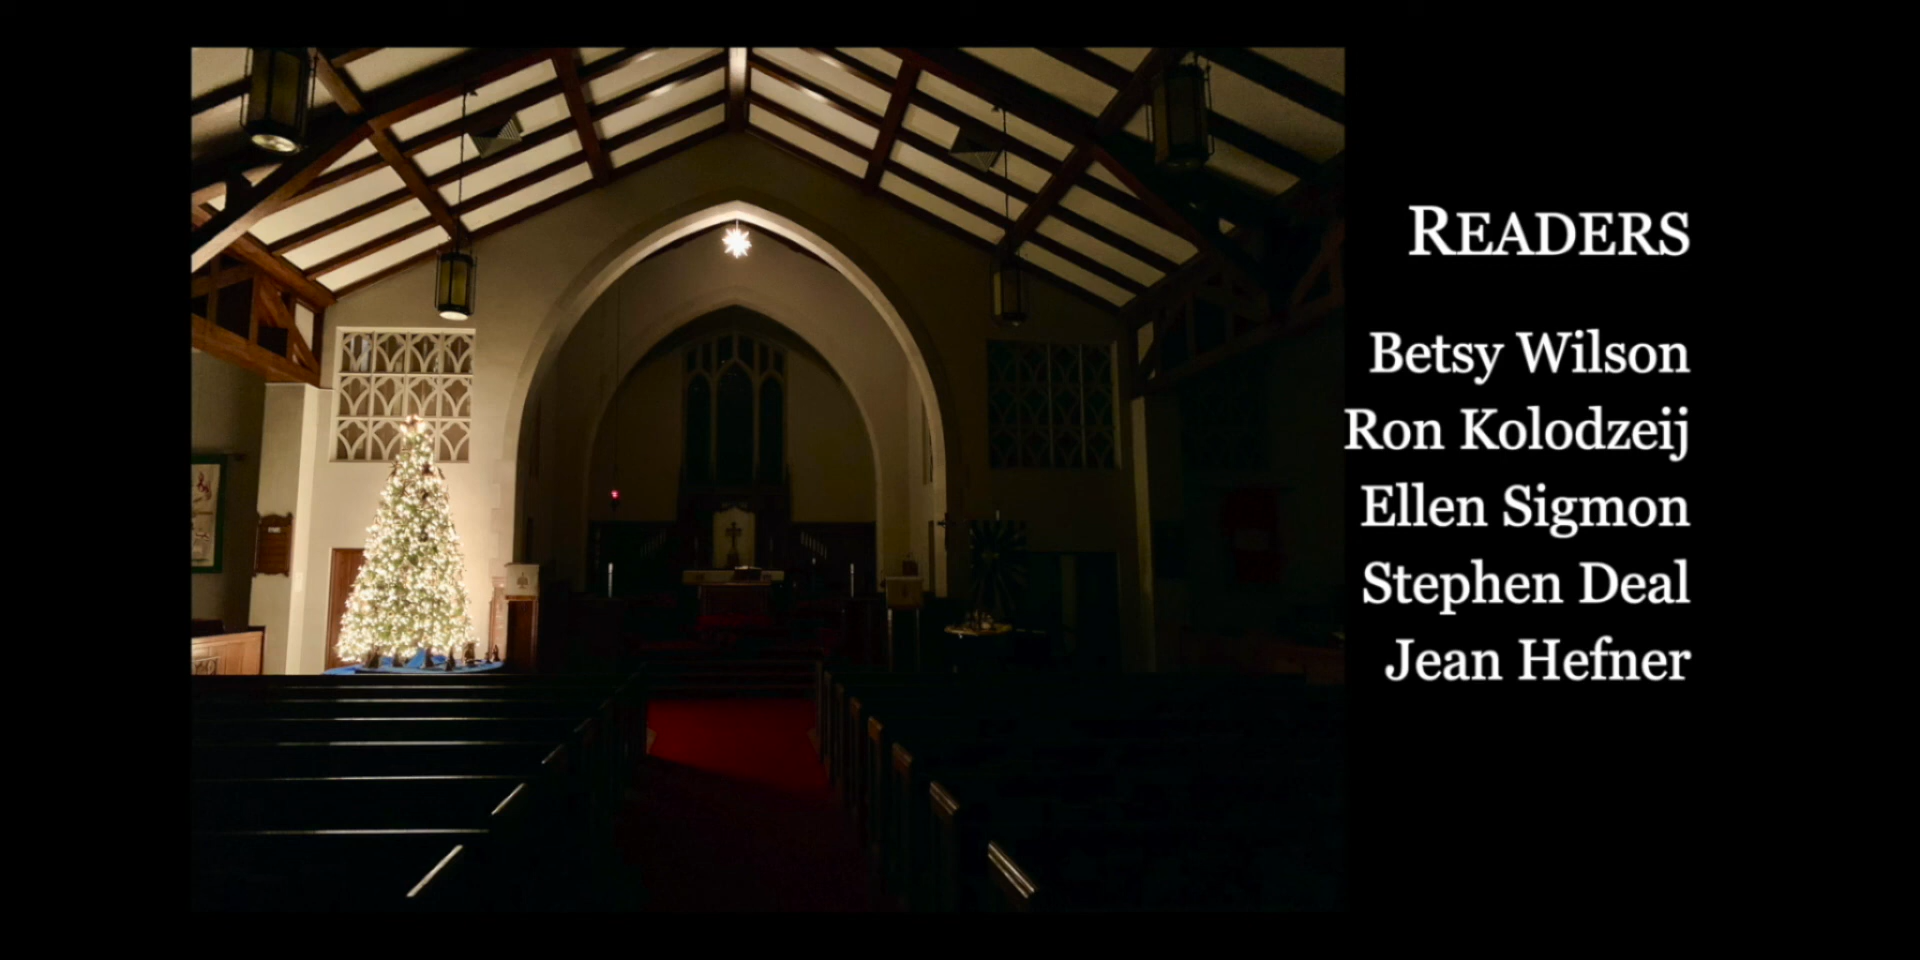 READERS
Betsy Wilson
Ron Kolodzeij
Ellen Sigmon
Stephen Deal
Jean Hefner